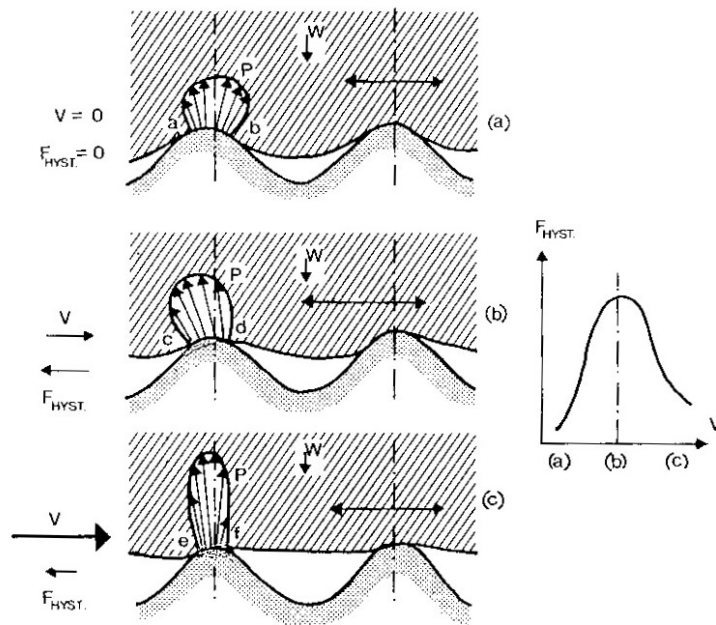 W
P
V = 0
a
b
(a)
F_HYST. = 0
W
P
(b)
V
c
d
F_HYST.
W
P
(c)
V
e
f
F_HYST.
F_HYST.
V
(a) (b) (c)